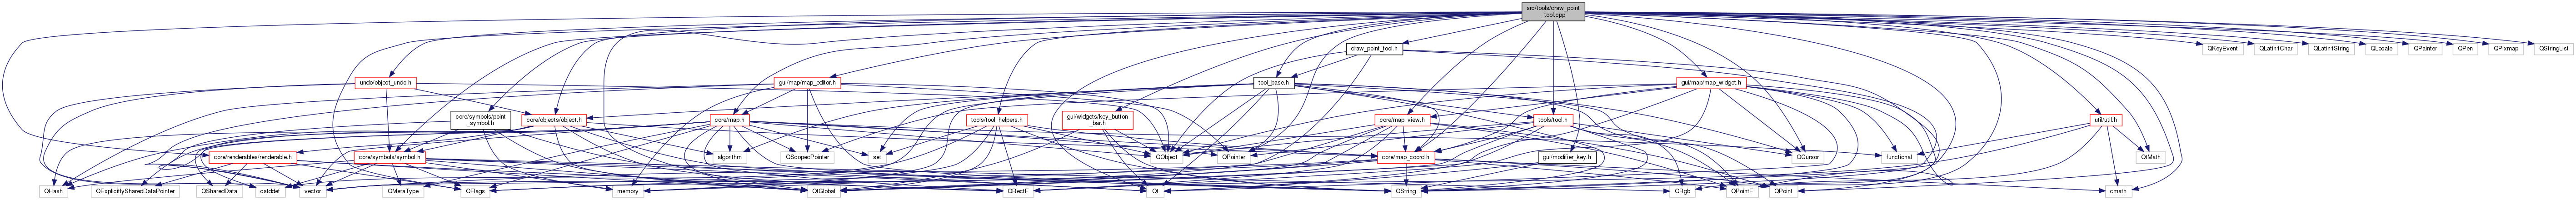 src/tools/draw_point
_tool.cpp
draw_point_tool.h
QKeyEvent
QLatin1Char
QLatin1String
QLocale
QPainter
QPen
QPixmap
QStringList
undo/object_undo.h
gui/map/map_editor.h
tool_base.h
gui/map/map_widget.h
core/symbols/point
_symbol.h
core/objects/object.h
core/map.h
tools/tool_helpers.h
gui/widgets/key_button
_bar.h
core/map_view.h
tools/tool.h
util/util.h
core/renderables/renderable.h
core/symbols/symbol.h
algorithm
QScopedPointer
set
QObject
QPointer
core/map_coord.h
gui/modifier_key.h
QCursor
functional
QtMath
QHash
QExplicitlySharedDataPointer
QSharedData
cstddef
vector
QMetaType
QFlags
memory
QtGlobal
QRectF
Qt
QString
QRgb
QPointF
QPoint
cmath